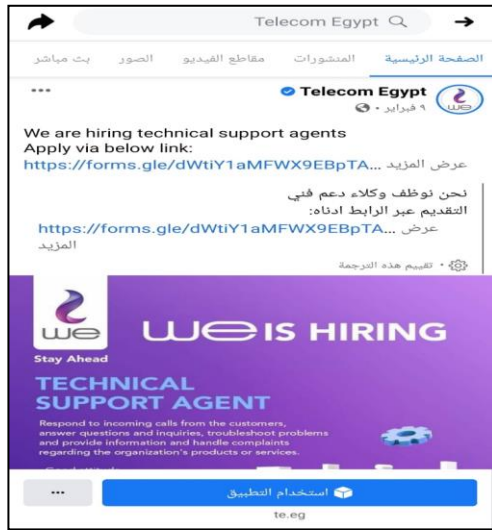 Telecom Egypt
الصفحة الرئيسية المنشورات مقاطع الفيديو الصور بث مباشر
Telecom Egypt
٩ فبراير •
We are hiring technical support agents
Apply via below link:
https://forms.gle/dWtiY1aMFWX9EBpTA... عرض المزيد
نحن نوظف وكلاء دعم فني
التقديم عبر الرابط ادناه:
https://forms.gle/dWtiY1aMFWX9EBpTA... عرض
المزيد
• تقييم هذه الترجمة
we
WE IS HIRING
Stay Ahead
TECHNICAL
SUPPORT AGENT
Respond to incoming calls from the customers,
answer questions and inquiries, troubleshoot problems
and provide information and handle complaints
regarding the organization's products or services.
استخدام التطبيق
te.eg